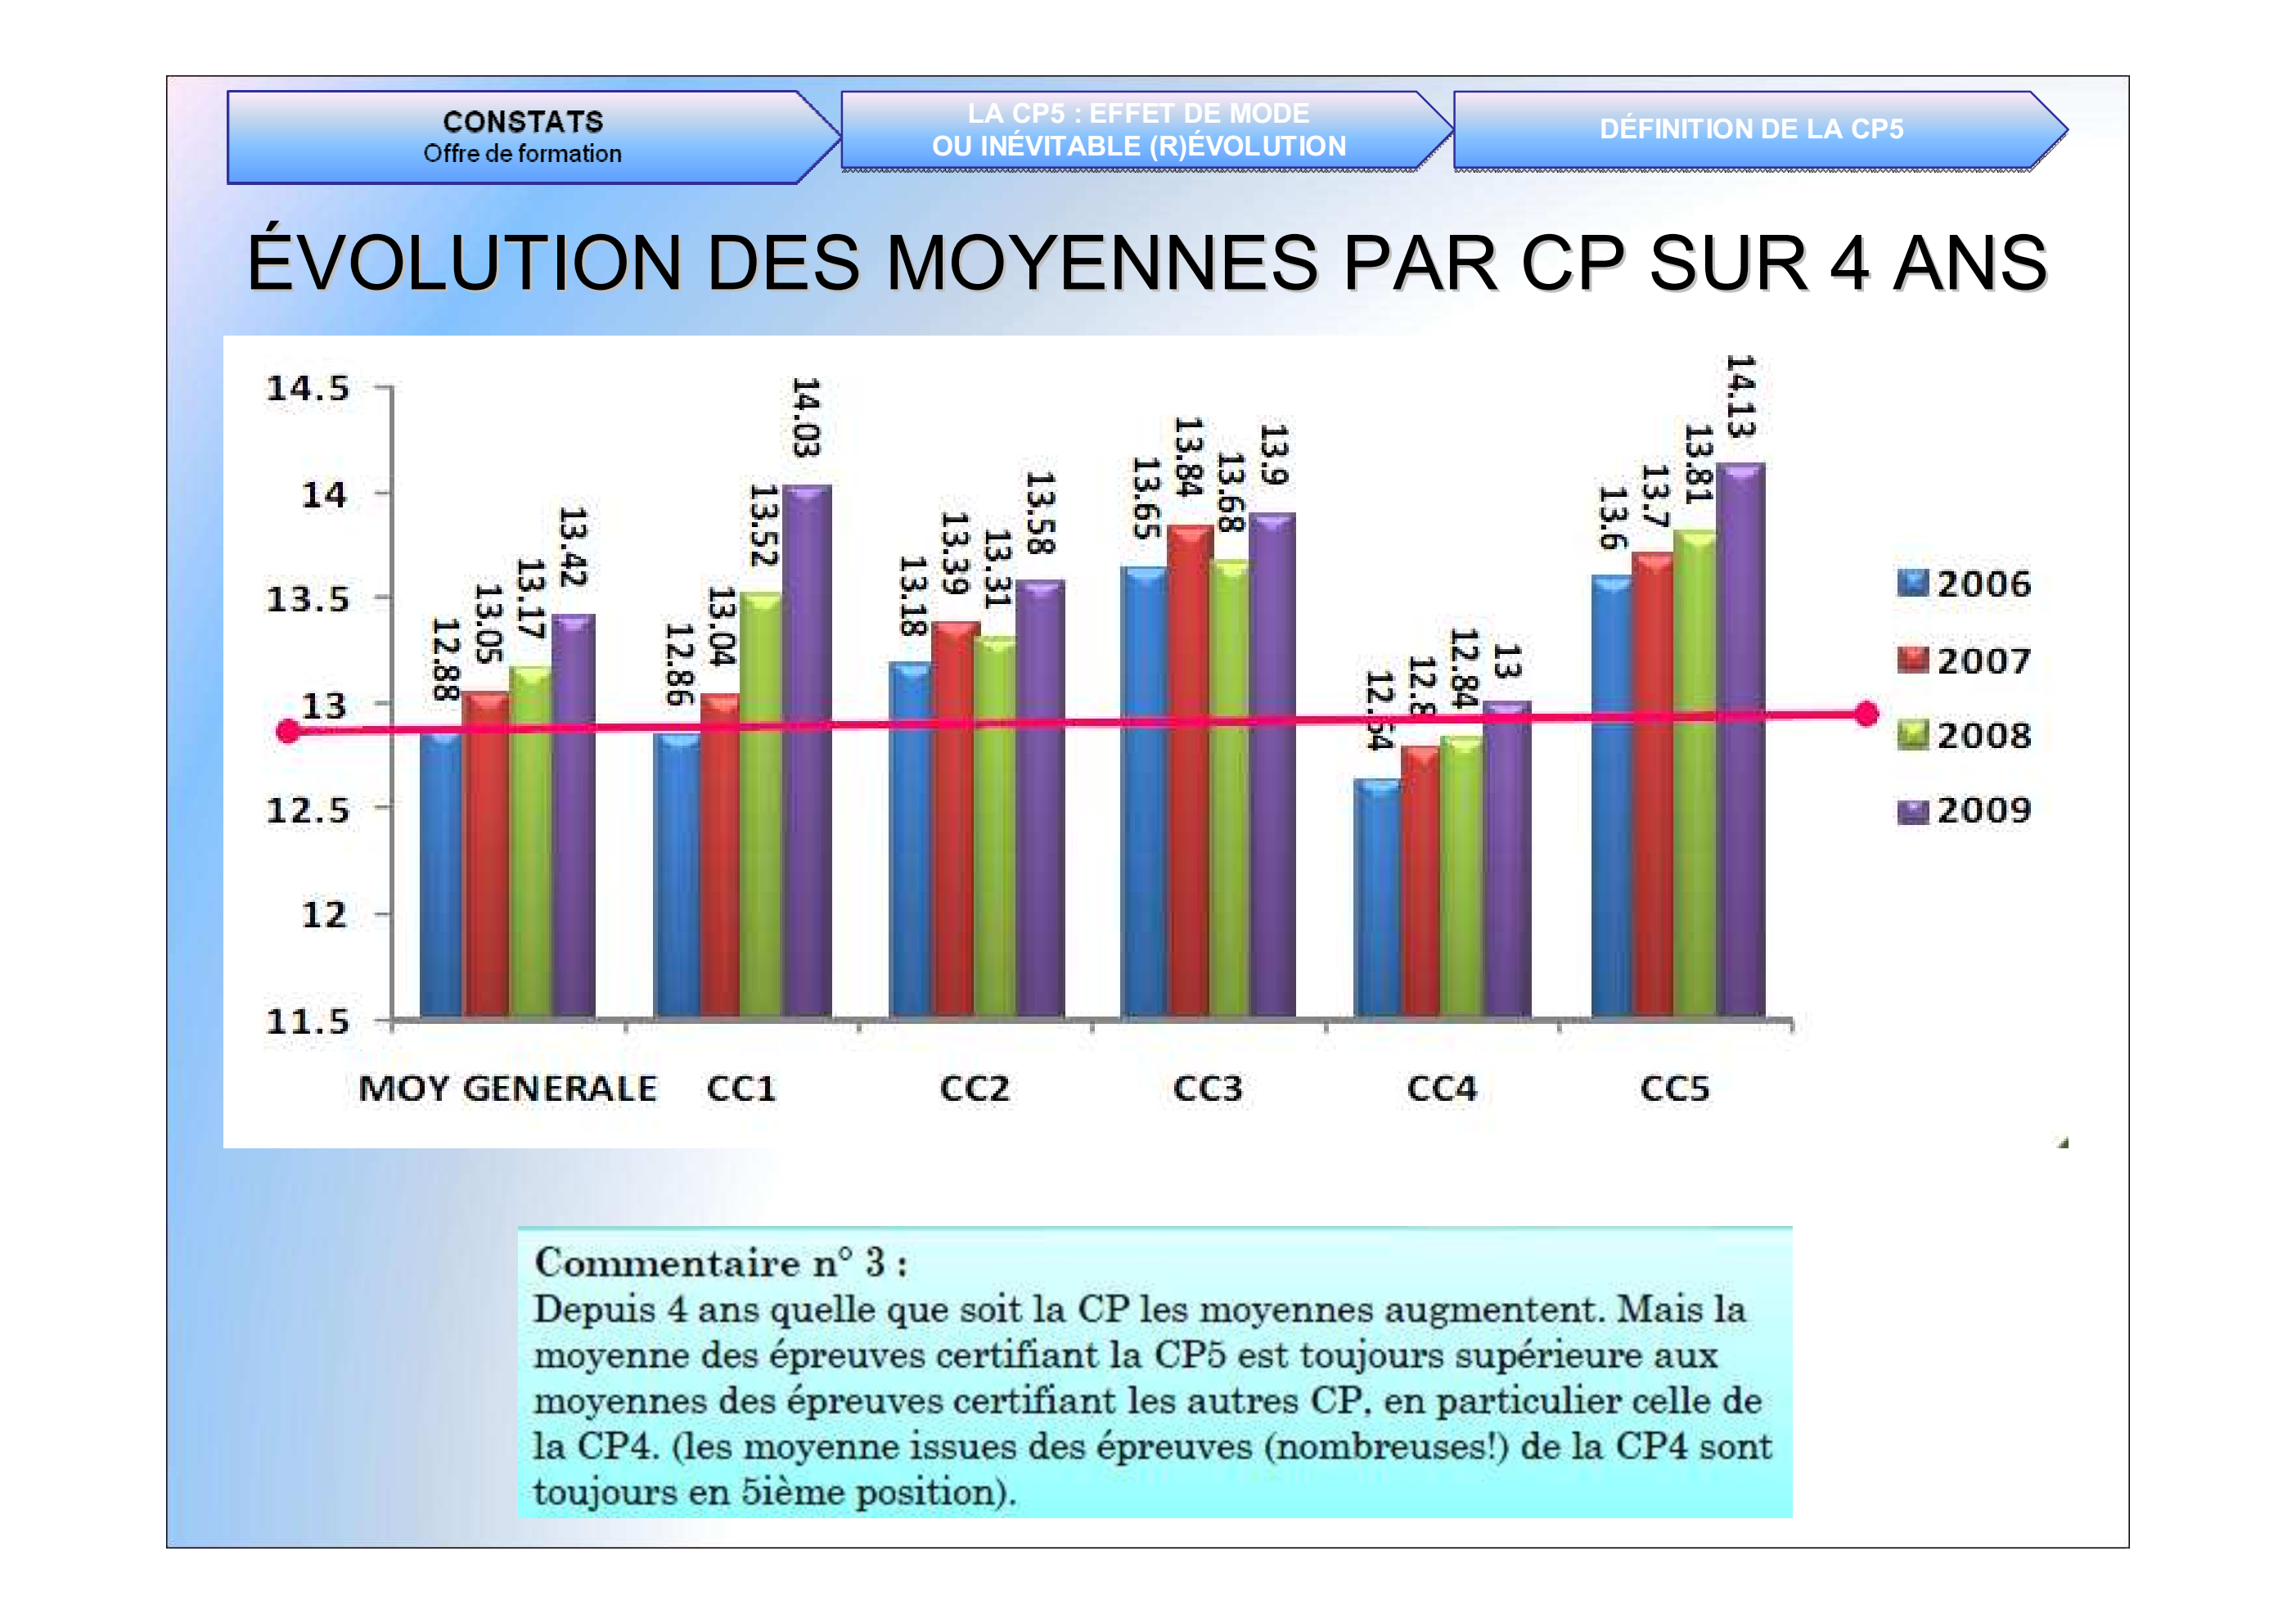 CONSTATS
Offre de formation
LA CP5 : EFFET DE MODE
OU INÉVITABLE (R)ÉVOLUTION
DÉFINITION DE LA CP5
ÉVOLUTION DES MOYENNES PAR CP SUR 4 ANS
14.5
14
13.5
13
12.5
12
11.5
12.88
13.05
13.17
13.42
12.86
13.04
13.52
14.03
13.18
13.39
13.31
13.58
13.65
13.84
13.68
13.9
12.64
12.8
12.84
13
13.6
13.7
13.81
14.13
MOY GENERALE
CC1
CC2
CC3
CC4
CC5
2006
2007
2008
2009
Commentaire n° 3 :
Depuis 4 ans quelle que soit la CP les moyennes augmentent. Mais la
moyenne des épreuves certifiant la CP5 est toujours supérieure aux
moyennes des épreuves certifiant les autres CP, en particulier celle de
la CP4. (les moyenne issues des épreuves (nombreuses!) de la CP4 sont
toujours en 5ième position).